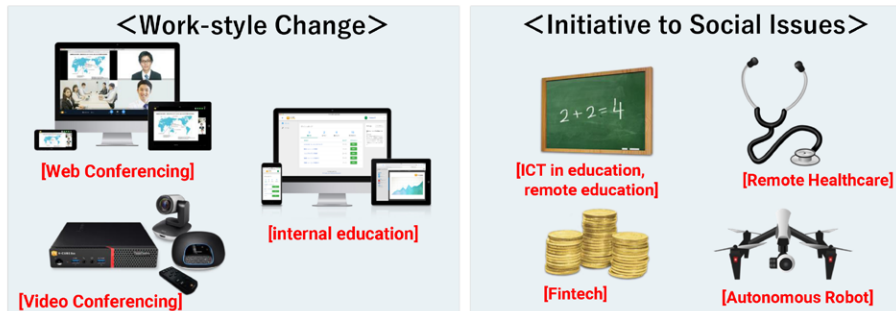 <Work-style Change>
[Web Conferencing]
[internal education]
[Video Conferencing]
<Initiative to Social Issues>
2+2=4
[ICT in education,
remote education]
[Remote Healthcare]
[Fintech]
[Autonomous Robot]